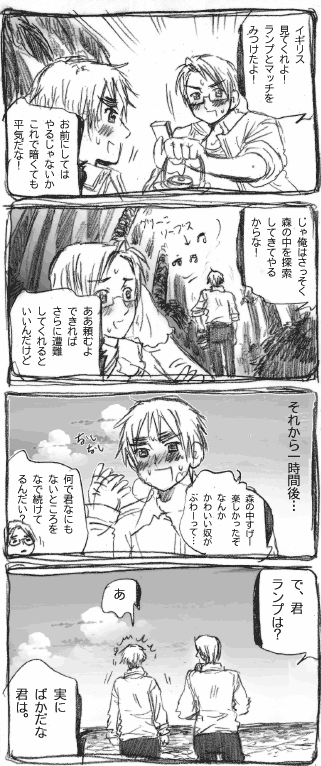 イギリス
見てくれよ!
ランプとマッチを
みつけたよ!
お前にしては
やるじゃないか
これで暗くても
平気だな!
じゃ俺はさっそく
森の中を探索
してきてやる
からな!
グリーン
リーブス
ああ頼むよ
できれば
さらに遭難
してくれると
いいんだけど
それから一時間後…
森の中すげー
楽しかったぞ
なんか
かわいい奴が
ぶわーって…
なし
なし
何で君なにも
ないところを
なで続けて
るんだい?
で、君
ランプは?
あ
実に
ばかだな
君は。